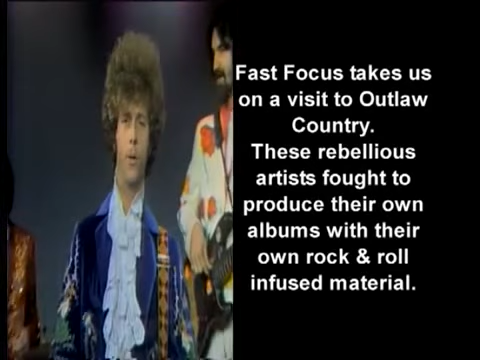 Fast Focus takes us
on a visit to Outlaw
Country.
These rebellious
artists fought to
produce their own
albums with their
own rock & roll
infused material.